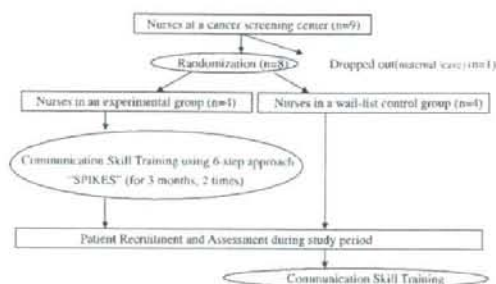 Nurses at a cancer screening center (n=9)
Randomization (n=8)
Dropped out(maternal leave) (n=1)
Nurses in an experimental group (n=4)
Nurses in a wait-list control group (n=4)
Communication Skill Training using 6-step approach
"SPIKES" (for 3 months, 2 times)
Patient Recruitment and Assessment during study period
Communication Skill Training